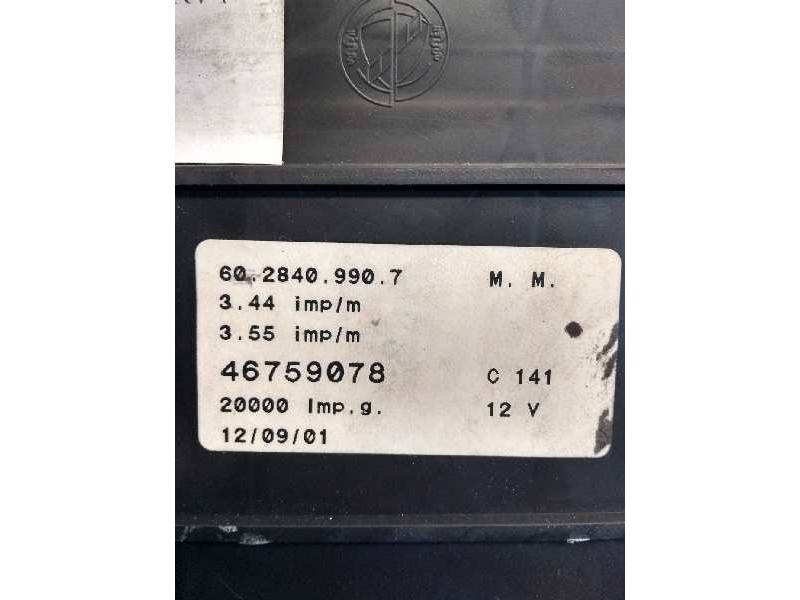 60.2840.990.7 M. M.
3.44 imp/m
3.55 imp/m
46759078 C 141
20000 Imp.g. 12 V
12/09/01